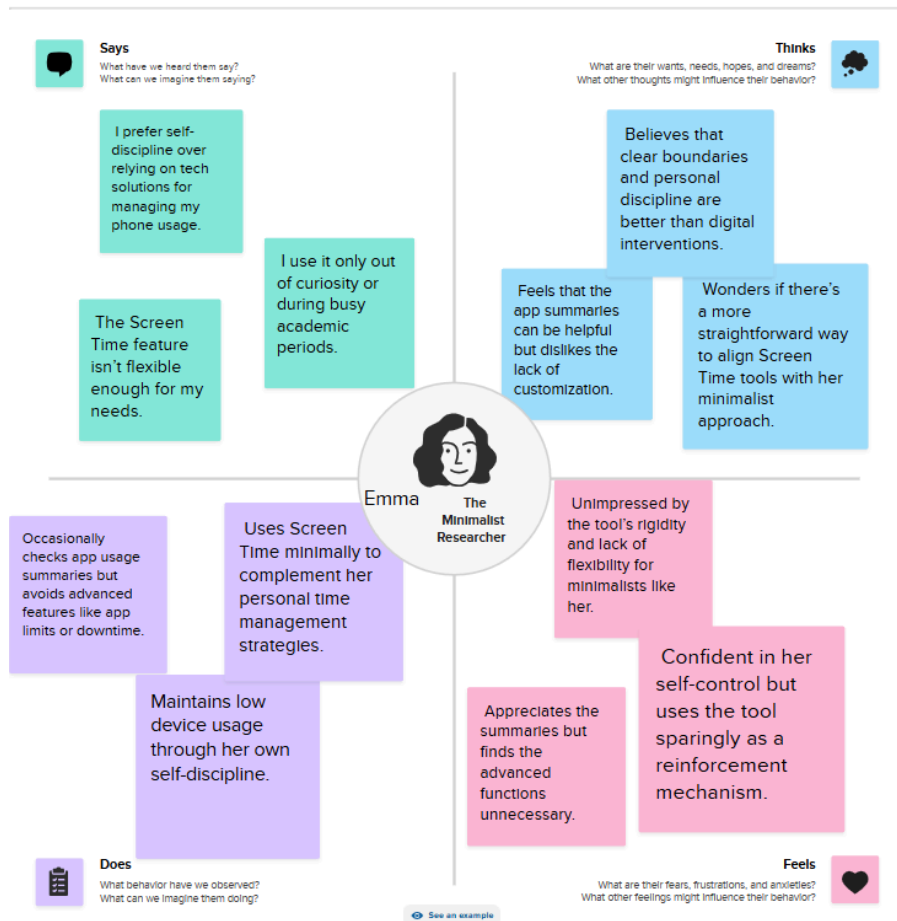 Says
What have we heard them say?
What can we imagine them saying?
I prefer self-
discipline over
relying on tech
solutions for
managing my
phone usage.
I use it only out
of curiosity or
during busy
academic
periods.
The Screen
Time feature
isn't flexible
enough for my
needs.
Thinks
What are their wants, needs, hopes, and dreams?
What other thoughts might influence their behavior?
Believes that
clear boundaries
and personal
discipline are
better than digital
interventions.
Feels that the
app summaries
can be helpful
but dislikes the
lack of
customization.
Wonders if there's
a more
straightforward way
to align Screen
Time tools with her
minimalist
approach.
Emma
The
Minimalist
Researcher
Occasionally
checks app usage
summaries but
avoids advanced
features like app
limits or downtime.
Uses Screen
Time minimally to
complement her
personal time
management
strategies.
Maintains low
device usage
through her own
self-discipline.
Does
What behavior have we observed?
What can we imagine them doing?
Unimpressed by
the tool's rigidity
and lack of
flexibility for
minimalists like
her.
Confident in her
self-control but
uses the tool
sparingly as a
reinforcement
mechanism.
Appreciates the
summaries but
finds the
advanced
functions
unnecessary.
Feels
What are their fears, frustrations, and anxieties?
What other feelings might influence their behavior?
See an example